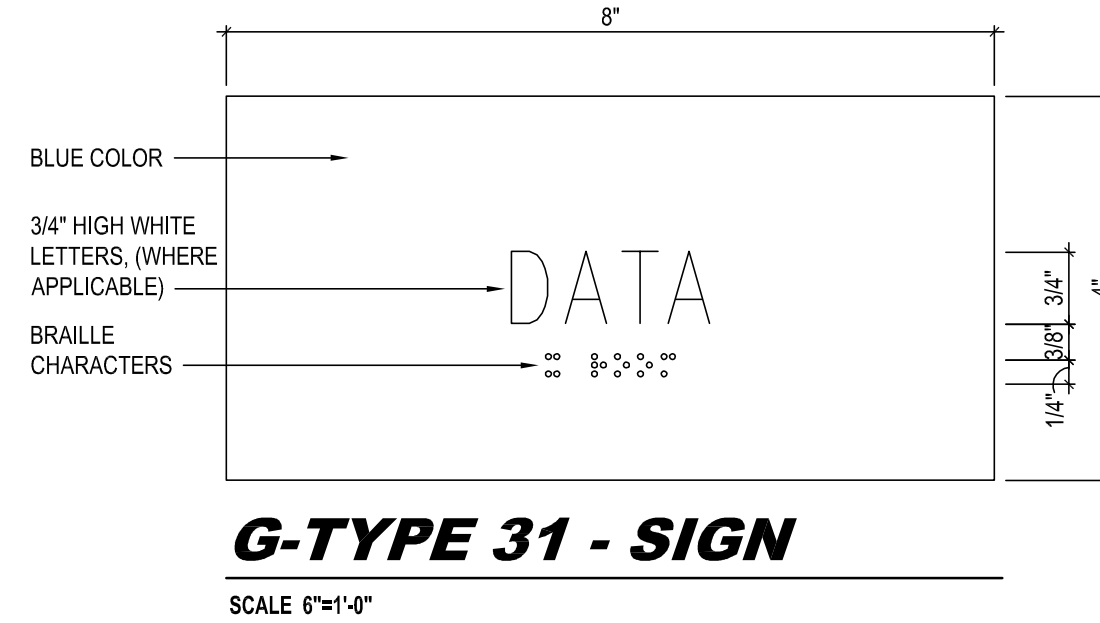 8"
BLUE COLOR
3/4" HIGH WHITE
LETTERS, (WHERE
APPLICABLE)
BRAILLE
CHARACTERS
DATA
3/4"
3/8"
1/4"
4"
G-TYPE 31 - SIGN
SCALE 6"=1'-0"